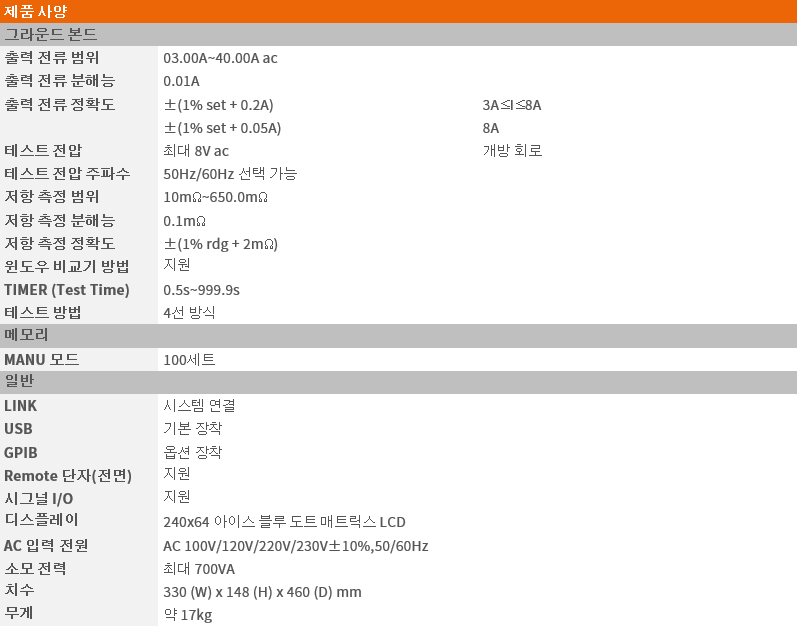 제품 사양
그라운드 본드
출력 전류 범위 03.00A~40.00A ac
출력 전류 분해능 0.01A
출력 전류 정확도 ±(1% set + 0.2A) 3A≤I≤8A
±(1% set + 0.05A) 8A
테스트 전압 최대 8V ac 개방 회로
테스트 전압 주파수 50Hz/60Hz 선택 가능
저항 측정 범위 10mΩ~650.0mΩ
저항 측정 분해능 0.1mΩ
저항 측정 정확도 ±(1% rdg + 2mΩ)
윈도우 비교기 방법 지원
TIMER (Test Time) 0.5s~999.9s
테스트 방법 4선 방식
메모리
MANU 모드 100세트
일반
LINK 시스템 연결
USB 기본 장착
GPIB 옵션 장착
Remote 단자(전면) 지원
시그널 I/O 지원
디스플레이 240x64 아이스 블루 도트 매트릭스 LCD
AC 입력 전원 AC 100V/120V/220V/230V±10%,50/60Hz
소모 전력 최대 700VA
치수 330 (W) x 148 (H) x 460 (D) mm
무게 약 17kg